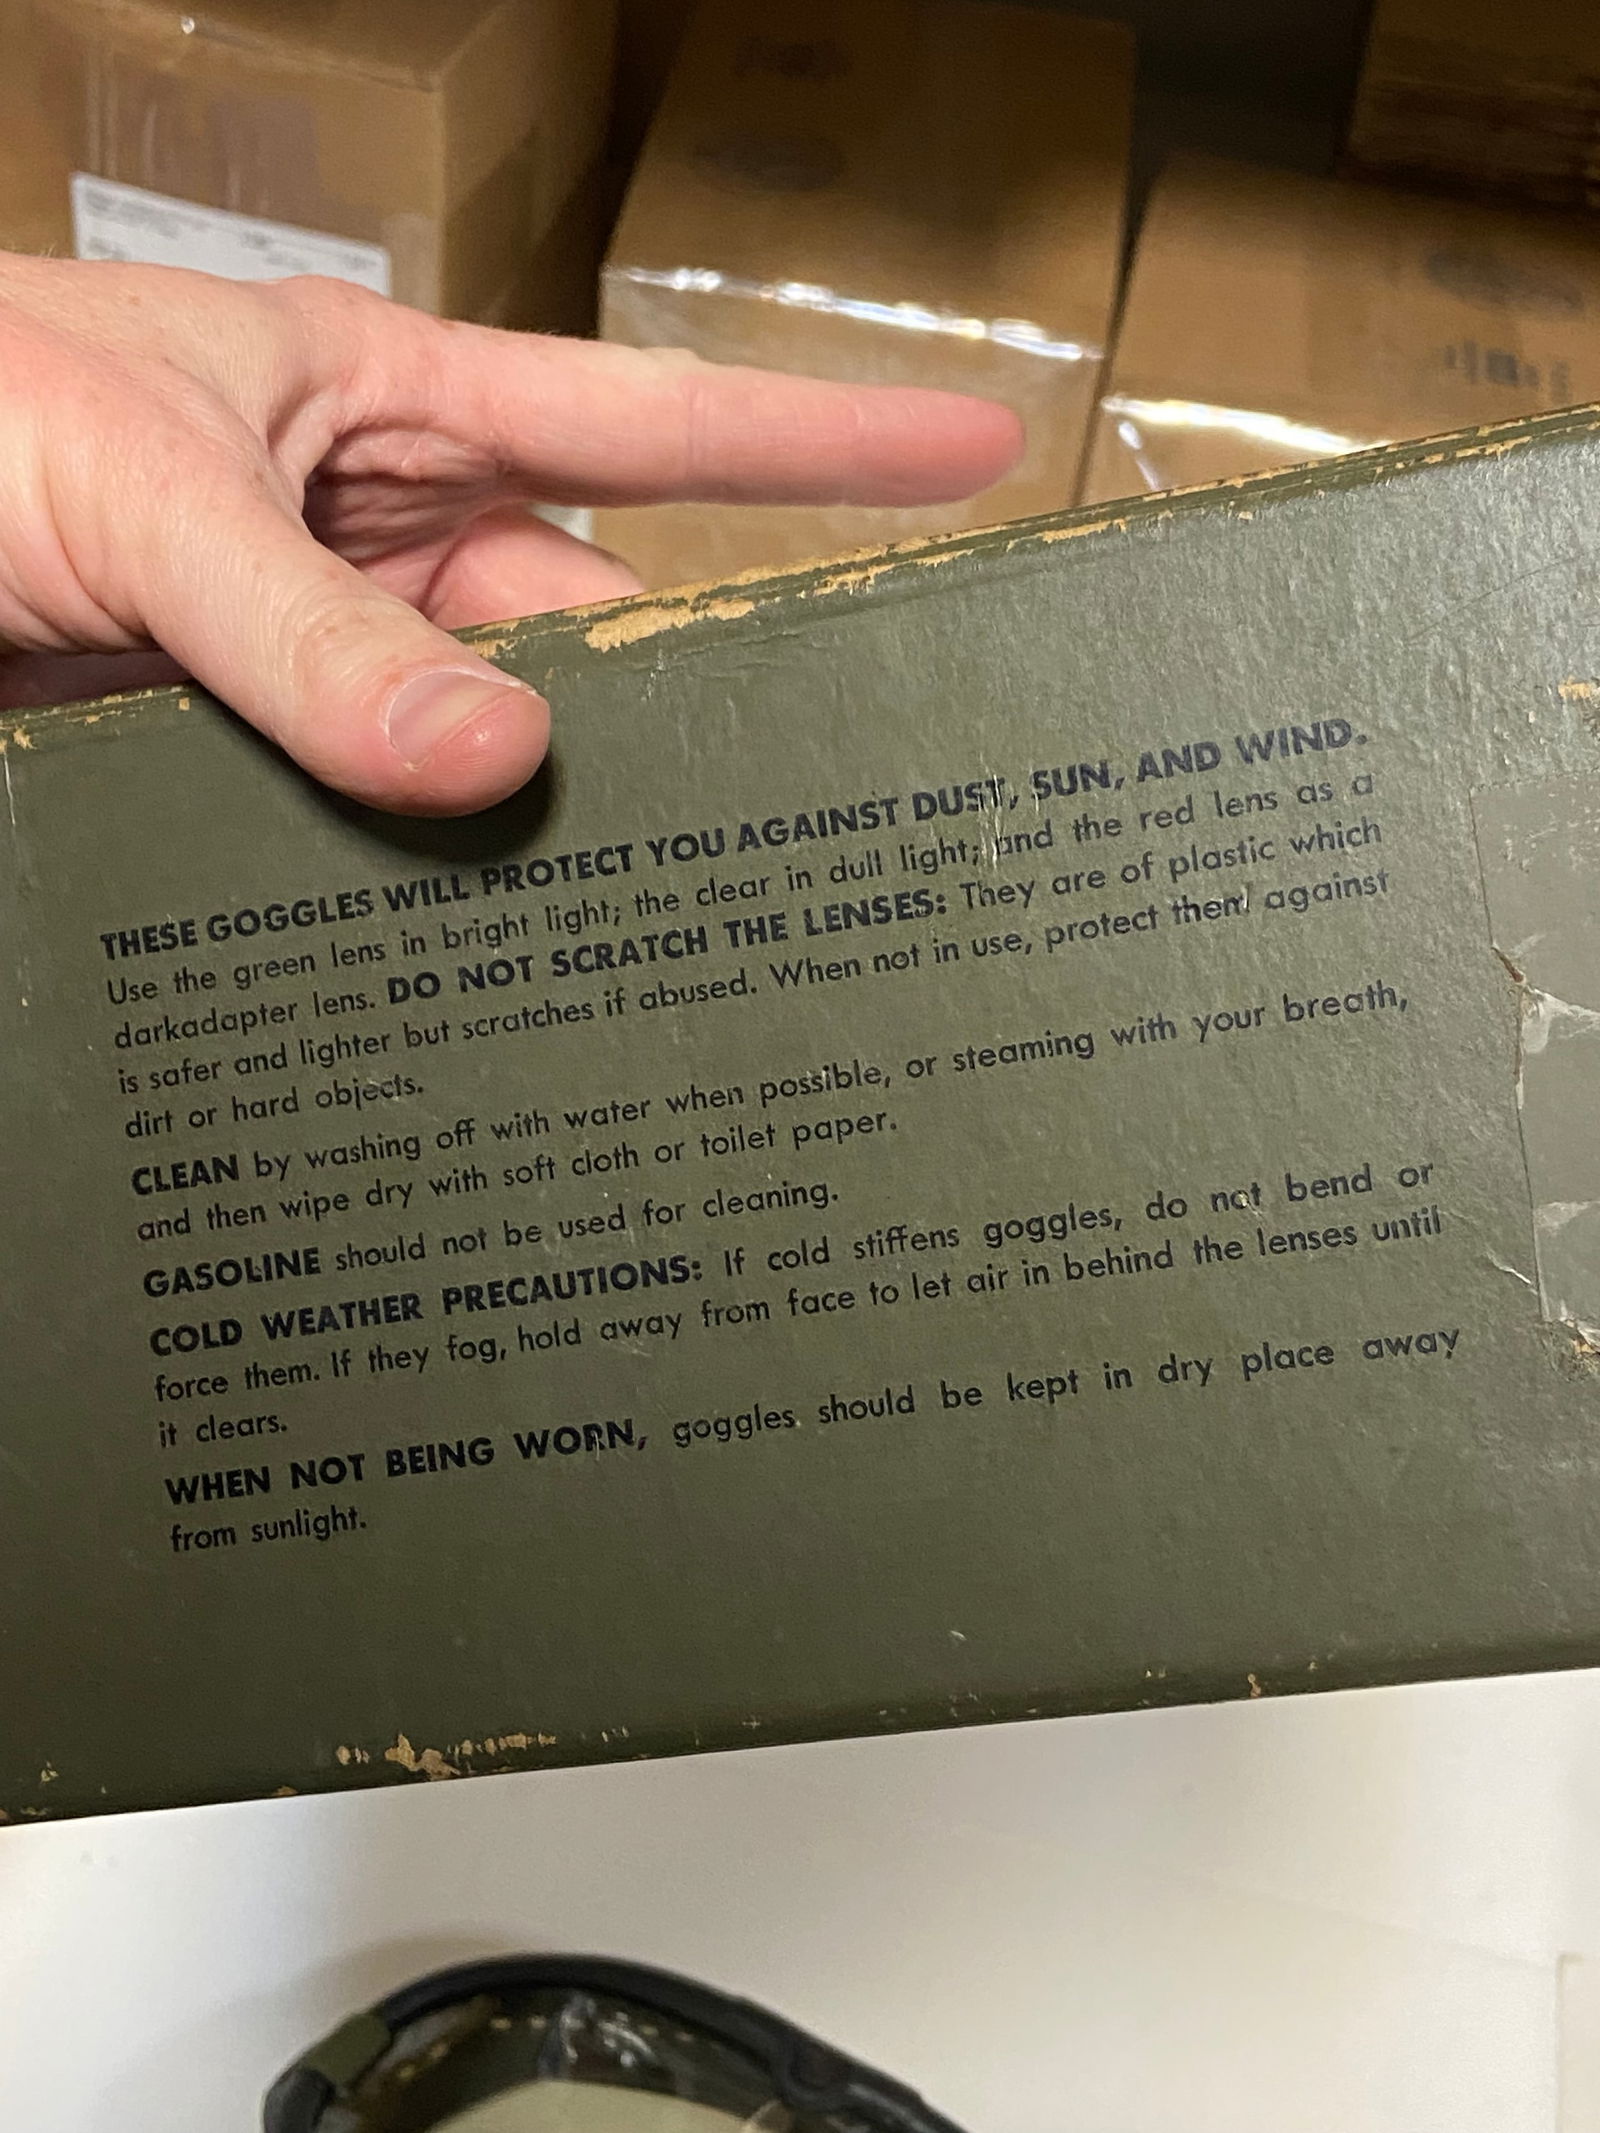 THESE GOGGLES WILL PROTECT YOU AGAINST DUST, SUN, AND WIND.
Use the green lens in bright light; the clear in dull light; and the red lens as a
darkadapter lens. DO NOT SCRATCH THE LENSES: They are of plastic which
is safer and lighter but scratches if abused. When not in use, protect them against
dirt or hard objects.
CLEAN by washing off with water when possible, or steaming with your breath,
and then wipe dry with soft cloth or toilet paper.
GASOLINE should not be used for cleaning.
COLD WEATHER PRECAUTIONS: If cold stiffens goggles, do not bend or
force them. If they fog, hold away from face to let air in behind the lenses until
it clears.
WHEN NOT BEING WORN, goggles should be kept in dry place away
from sunlight.